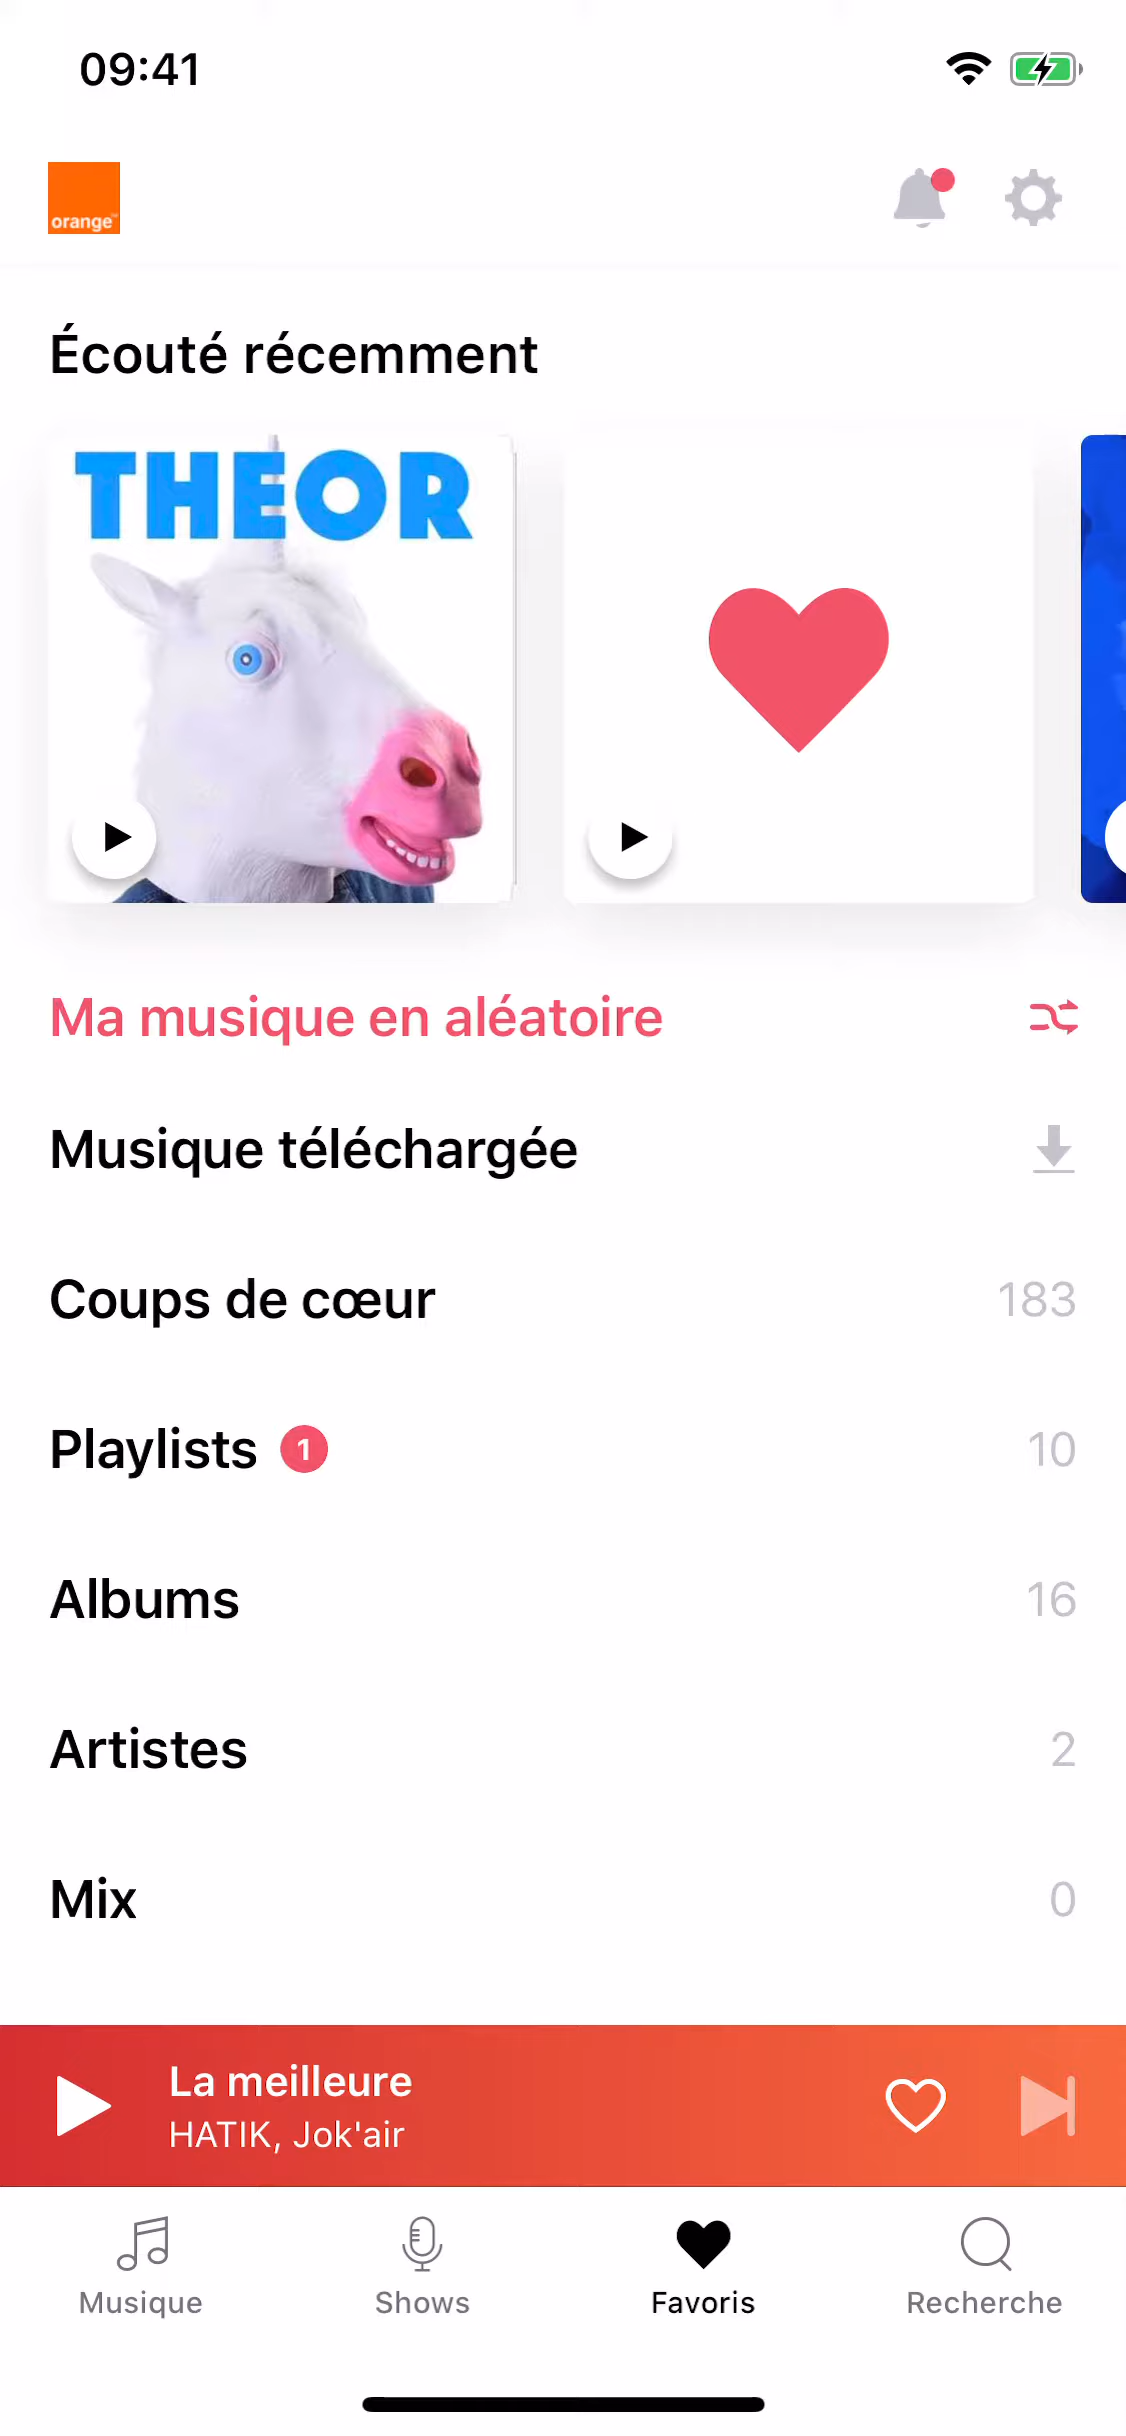 09:41
orange™
Écouté récemment
THEOR
Ma musique en aléatoire
Musique téléchargée
Coups de cœur
183
Playlists
1
10
Albums
16
Artistes
2
Mix
0
La meilleure
HATIK, Jok'air
Musique
Shows
Favoris
Recherche